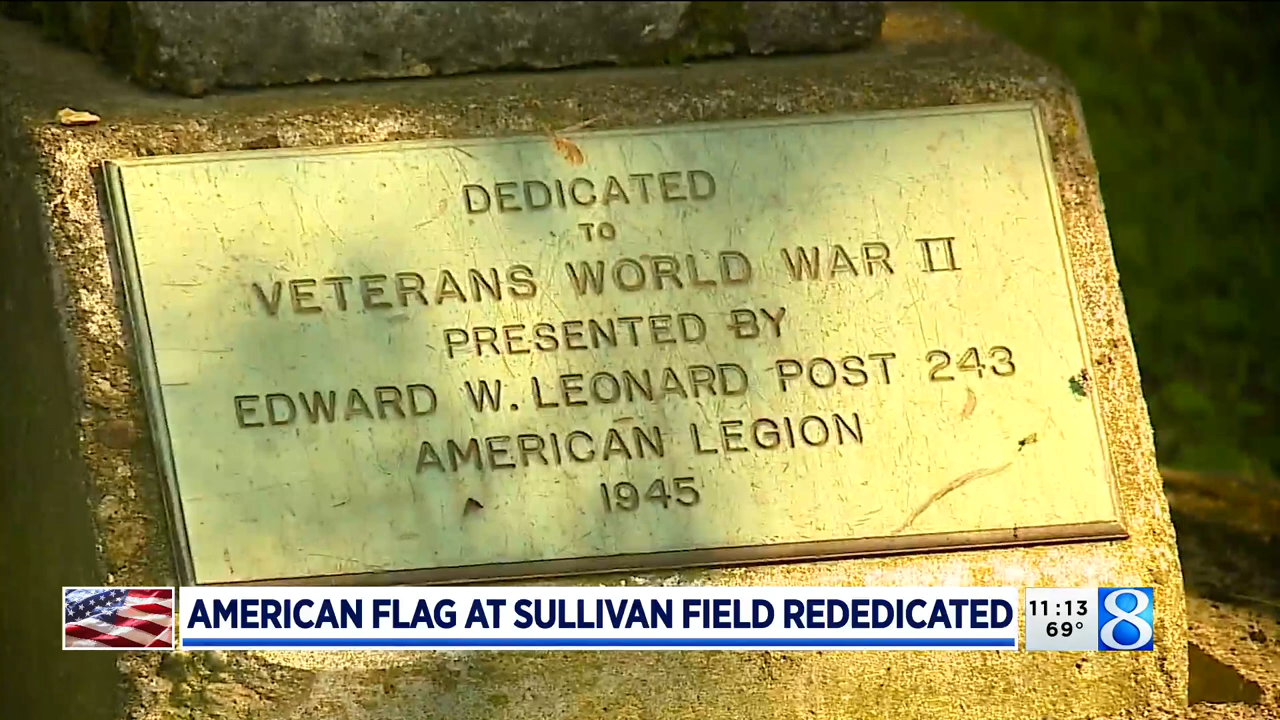 DEDICATED
TO
VETERANS WORLD WAR II
PRESENTED BY
EDWARD W. LEONARD POST 243
AMERICAN LEGION
1945
AMERICAN FLAG AT SULLIVAN FIELD REDEDICATED
11:13
69°
8